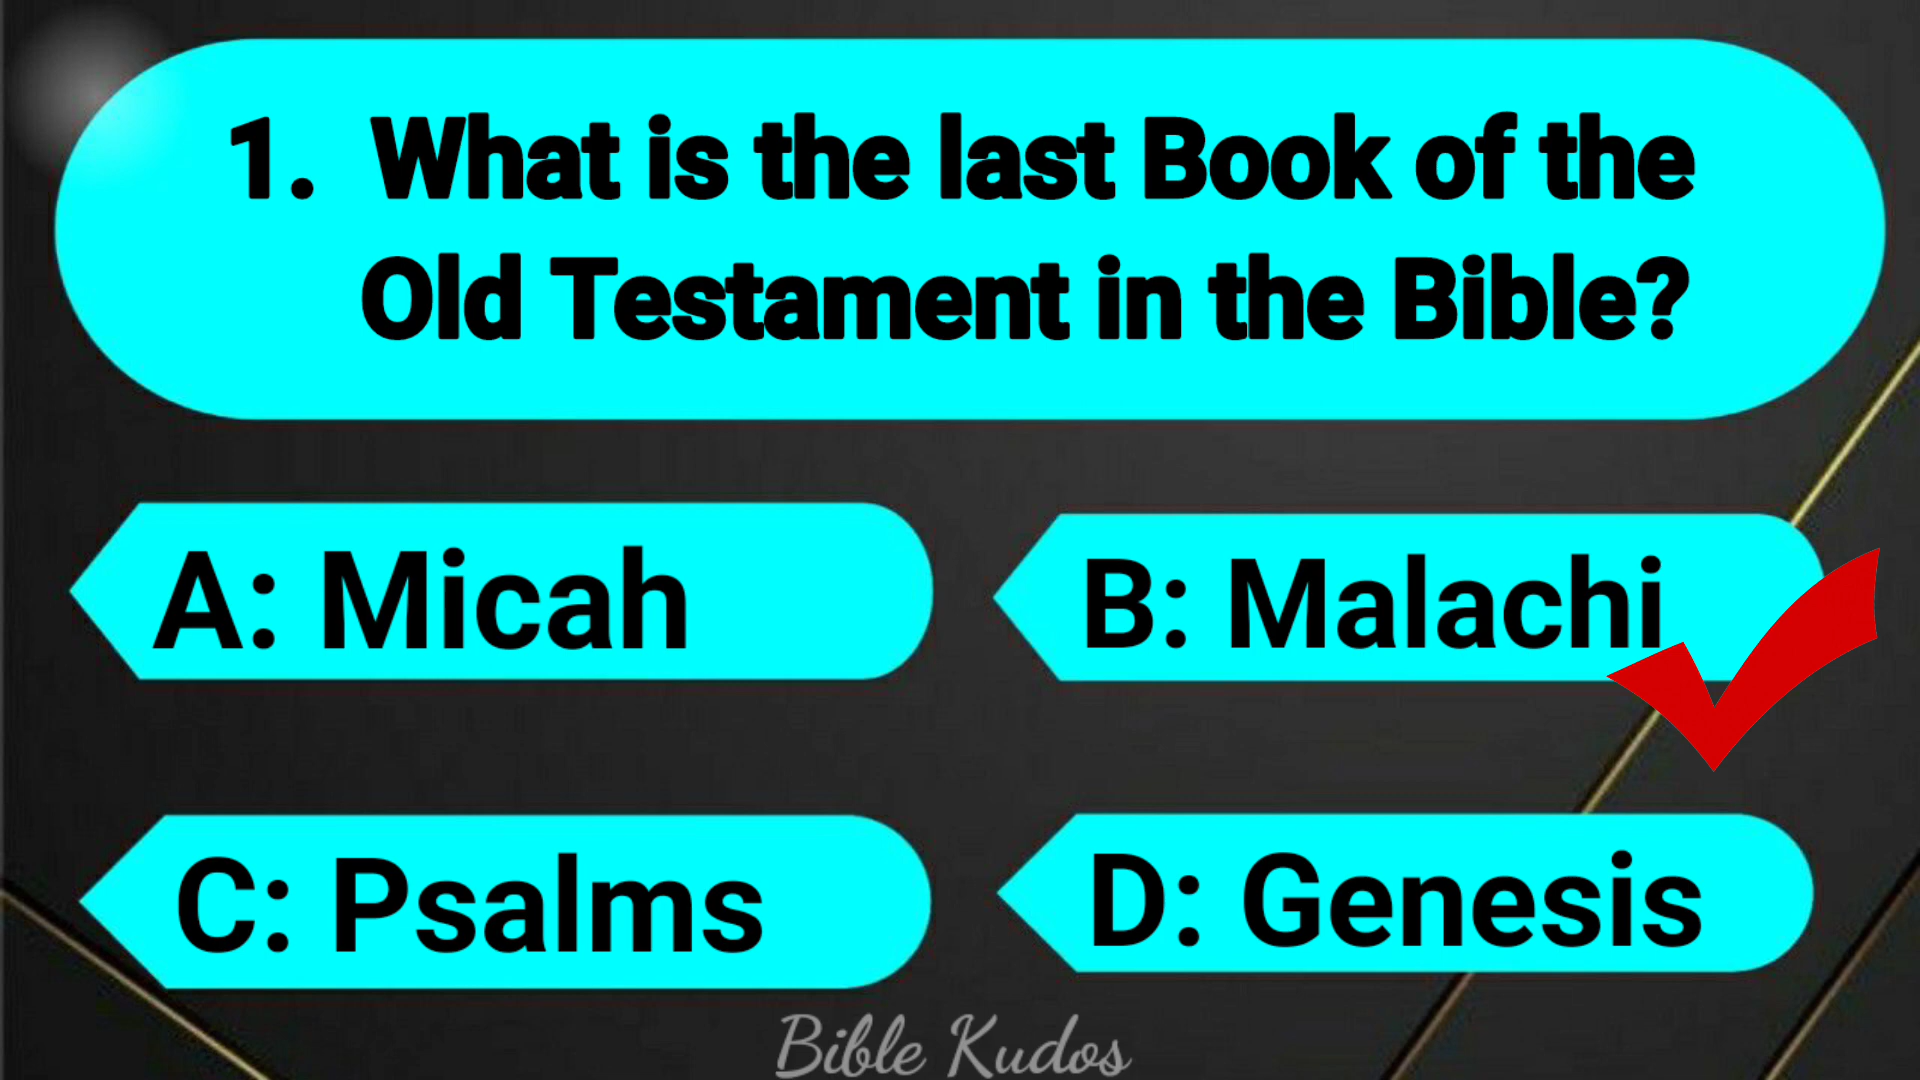 1. What is the last Book of the
Old Testament in the Bible?
A: Micah
B: Malachi
C: Psalms
D: Genesis
Bible Kudos